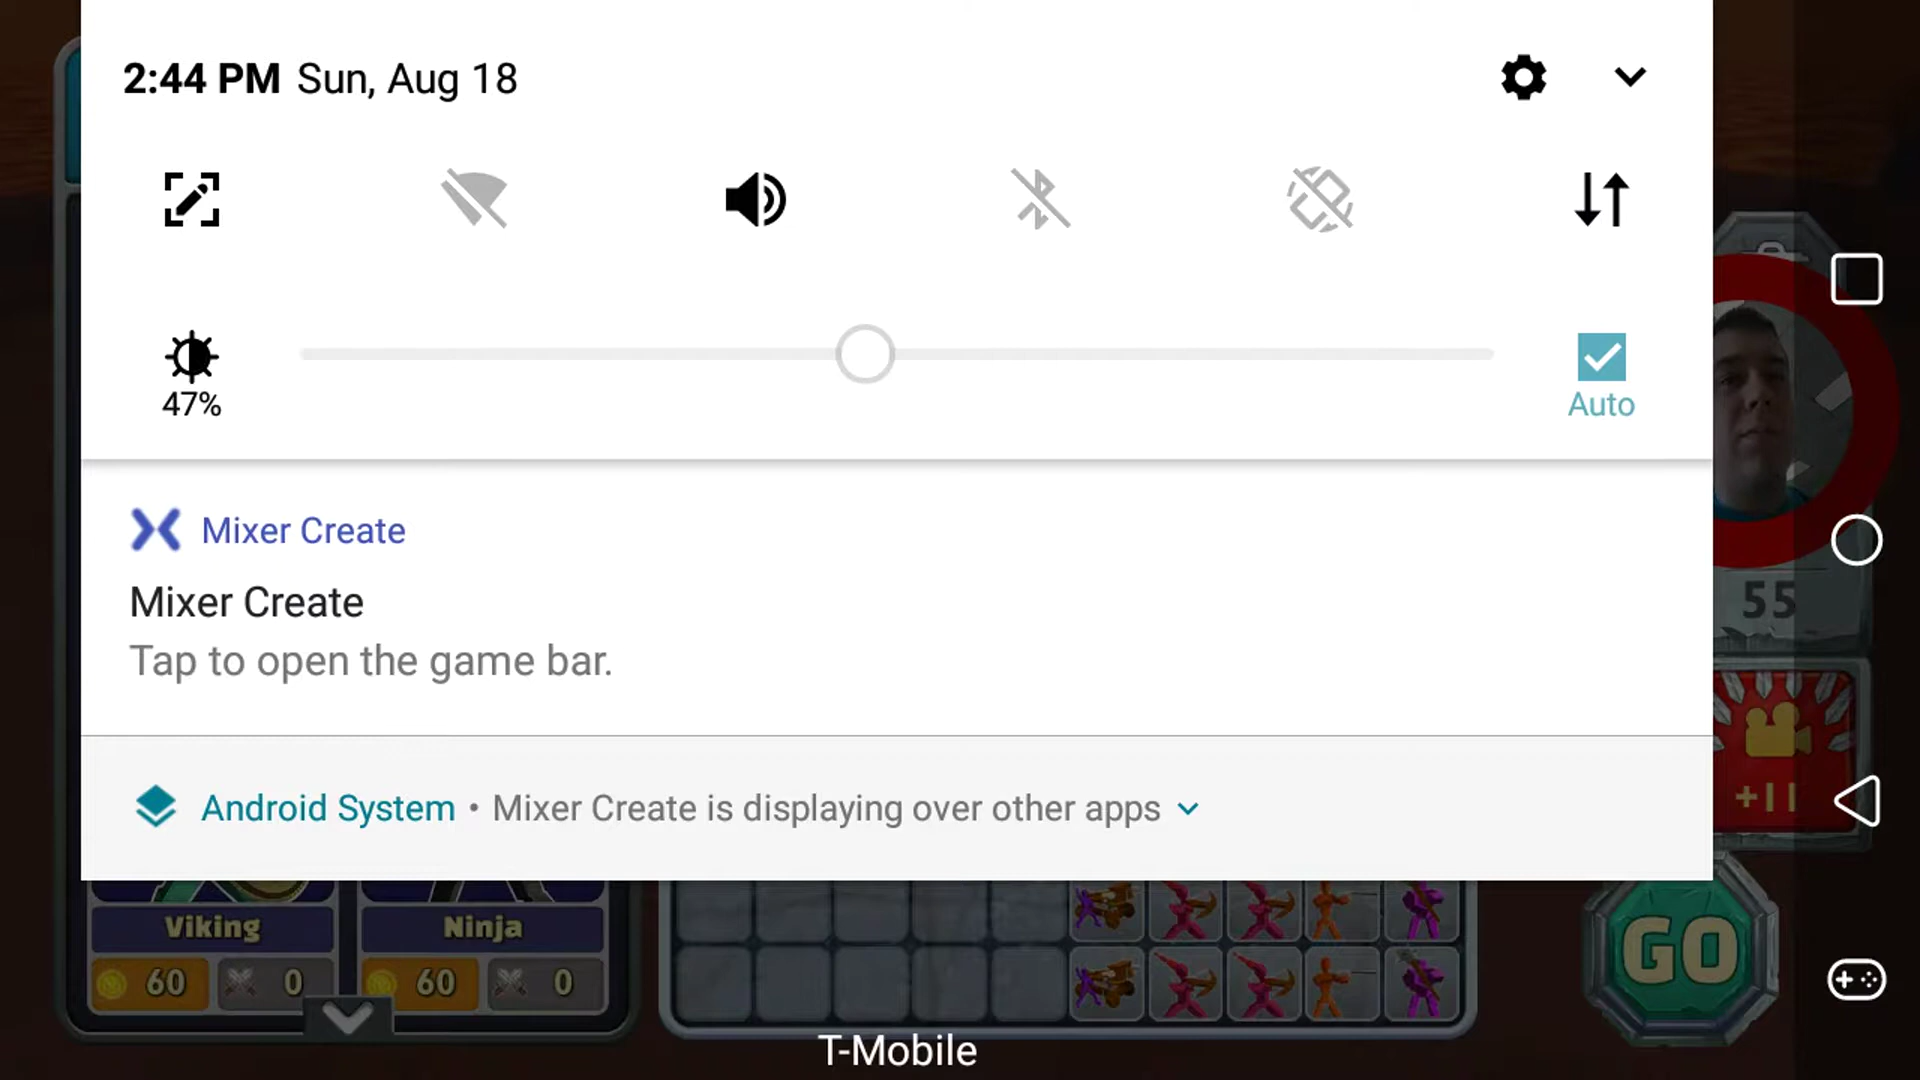 2:44 PM Sun, Aug 18
47%
Auto
Mixer Create
Mixer Create
Tap to open the game bar.
55
+11
Android System • Mixer Create is displaying over other apps
Viking
Ninja
60 0 60 0
GO
T-Mobile